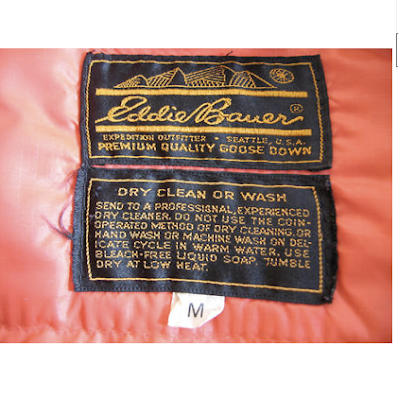 Eddie Bauer®
EXPEDITION OUTFITTER • SEATTLE, U.S.A.
PREMIUM QUALITY GOOSE DOWN
DRY CLEAN OR WASH
SEND TO A PROFESSIONAL, EXPERIENCED
DRY CLEANER. DO NOT USE THE COIN-
OPERATED METHOD OF DRY CLEANING. OR
HAND WASH OR MACHINE WASH ON DEL-
ICATE CYCLE IN WARM WATER. USE
BLEACH-FREE LIQUID SOAP. TUMBLE
DRY AT LOW HEAT.
M